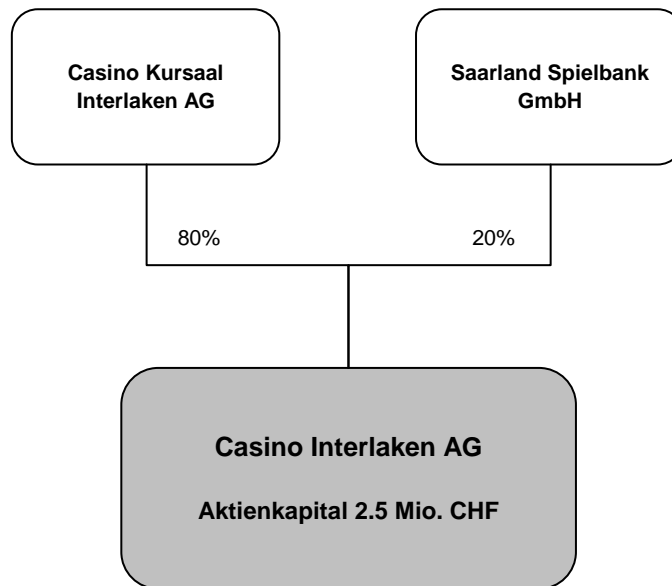 Casino Kursaal
Interlaken AG
Saarland Spielbank
GmbH
80%
20%
Casino Interlaken AG
Aktienkapital 2.5 Mio. CHF